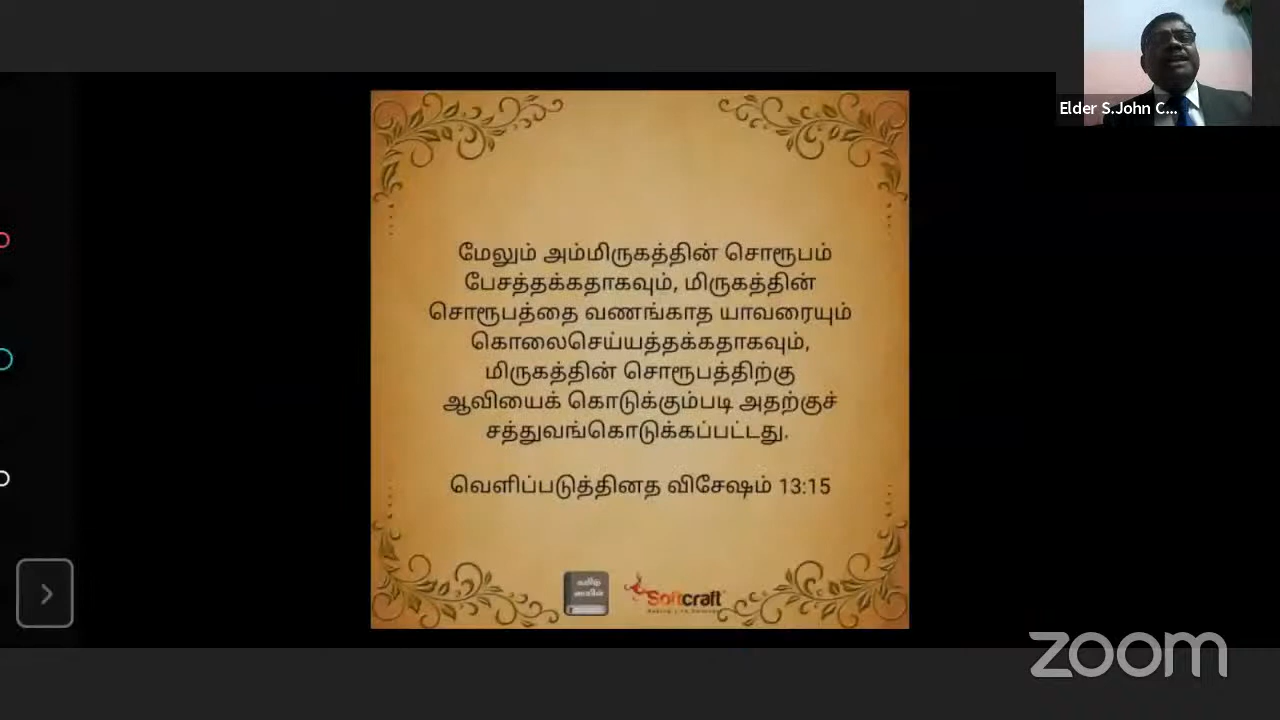 Elder S.John C...
மேலும் அம்மிருகத்தின் சொரூபம்
பேசத்தக்கதாகவும், மிருகத்தின்
சொரூபத்தை வணங்காத யாவரையும்
கொலைசெய்யத்தக்கதாகவும்,
மிருகத்தின் சொரூபத்திற்கு
ஆவியைக் கொடுக்கும்படி அதற்குச்
சத்துவங்கொடுக்கப்பட்டது.
வெளிப்படுத்தின விசேஷம் 13:15
Softcraft
zoom